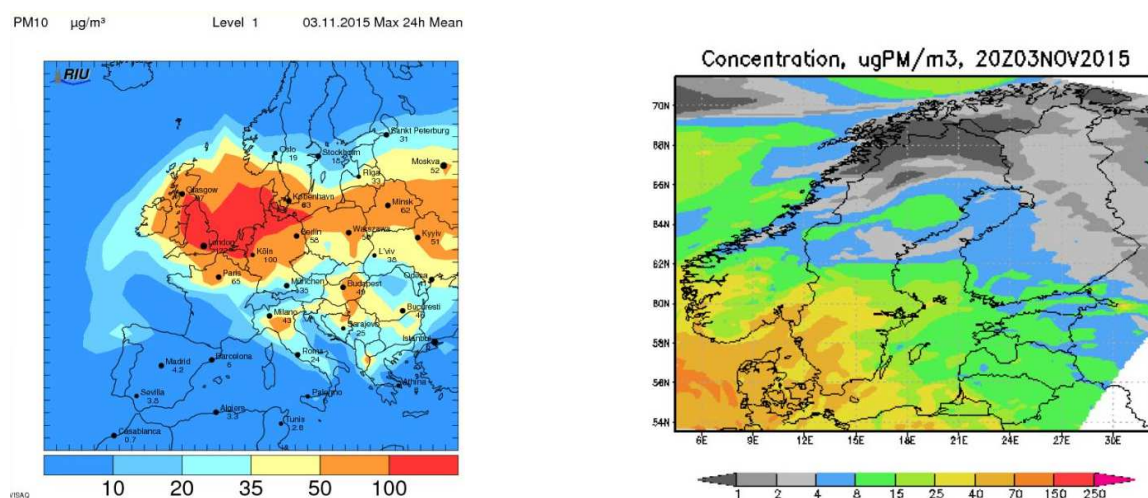 PM10 µg/m³ Level 1 03.11.2015 Max 24h Mean
RIU
Sankt Peterburg
31
Oslo
19
Stockholm
Moskva
52
Riga
33
Glasgow
København
Minsk
62
London
Berlin
58
Warszawa
Kyyiv
51
Köln
100
L'viv
38
Paris
65
München
Budapest
Odesa
Milano
43
Bucuresti
Sarajevo
25
Istanbul
Roma
24
Barcelona
6
Madrid
4.2
Athina
Sevilla
3.8
Palermo
Algiers
3.3
Tunis
2.8
Casablanca
0.7
10 20 35 50 100
Concentration, ugPM/m3, 20Z03NOV2015
70N
68N
66N
64N
62N
60N
58N
56N
54N
6E 9E 12E 15E 18E 21E 24E 27E 30E
1 2 4 8 15 25 40 70 150 250